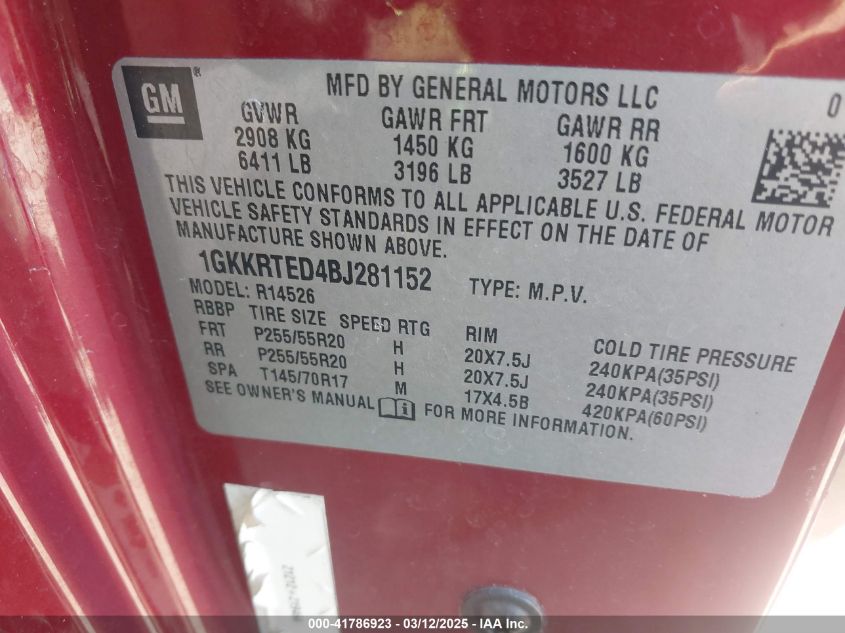 GM ®
MFD BY GENERAL MOTORS LLC 0
GVWR GAWR FRT GAWR RR
2908 KG 1450 KG 1600 KG
6411 LB 3196 LB 3527 LB
THIS VEHICLE CONFORMS TO ALL APPLICABLE U.S. FEDERAL MOTOR
VEHICLE SAFETY STANDARDS IN EFFECT ON THE DATE OF
MANUFACTURE SHOWN ABOVE.
1GKKRTED4BJ281152 TYPE: M.P.V.
MODEL: R14526
RBBP TIRE SIZE SPEED RTG RIM COLD TIRE PRESSURE
FRT P255/55R20 H 20X7.5J 240KPA(35PSI)
RR P255/55R20 H 20X7.5J 240KPA(35PSI)
SPA T145/70R17 M 17X4.5B 420KPA(60PSI)
SEE OWNER'S MANUAL FOR MORE INFORMATION.
000-41786923 - 03/12/2025 - IAA Inc.